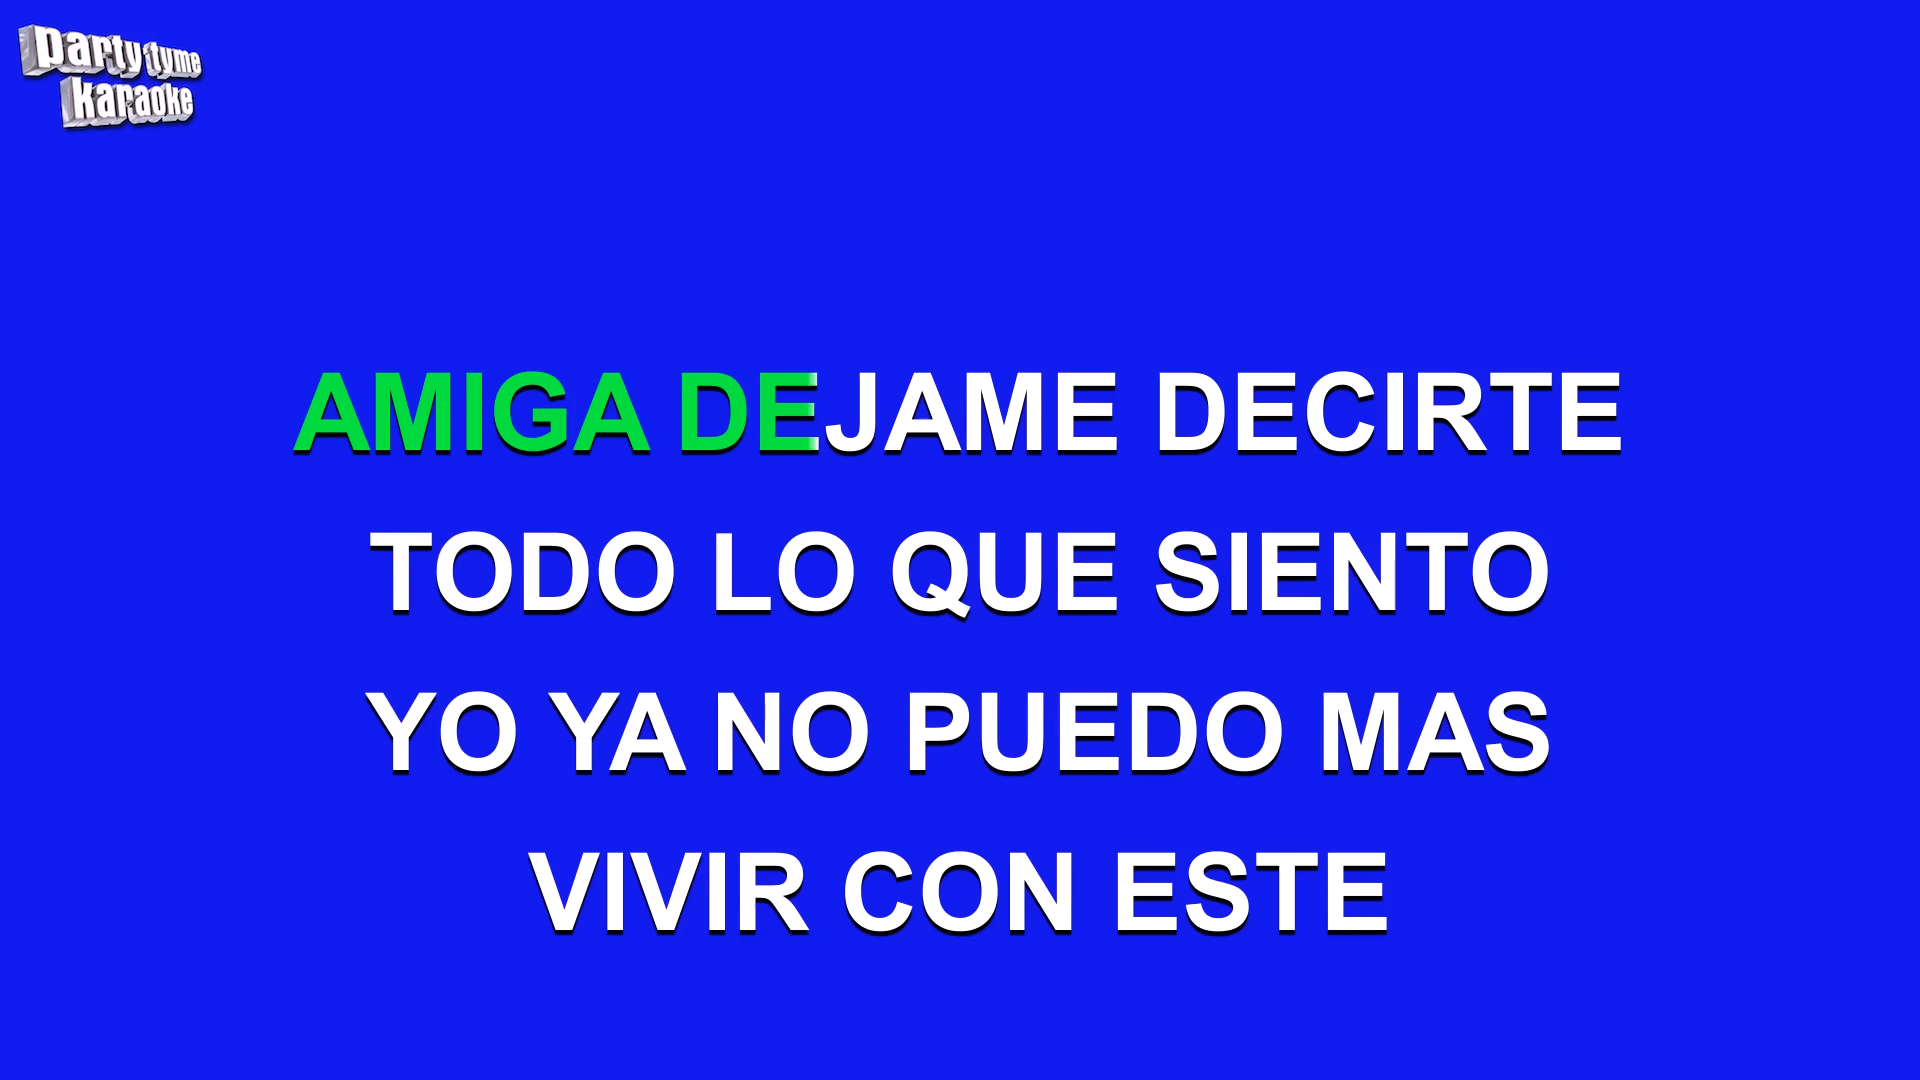 party tyme
karaoke
AMIGA DEJAME DECIRTE
TODO LO QUE SIENTO
YO YA NO PUEDO MAS
VIVIR CON ESTE